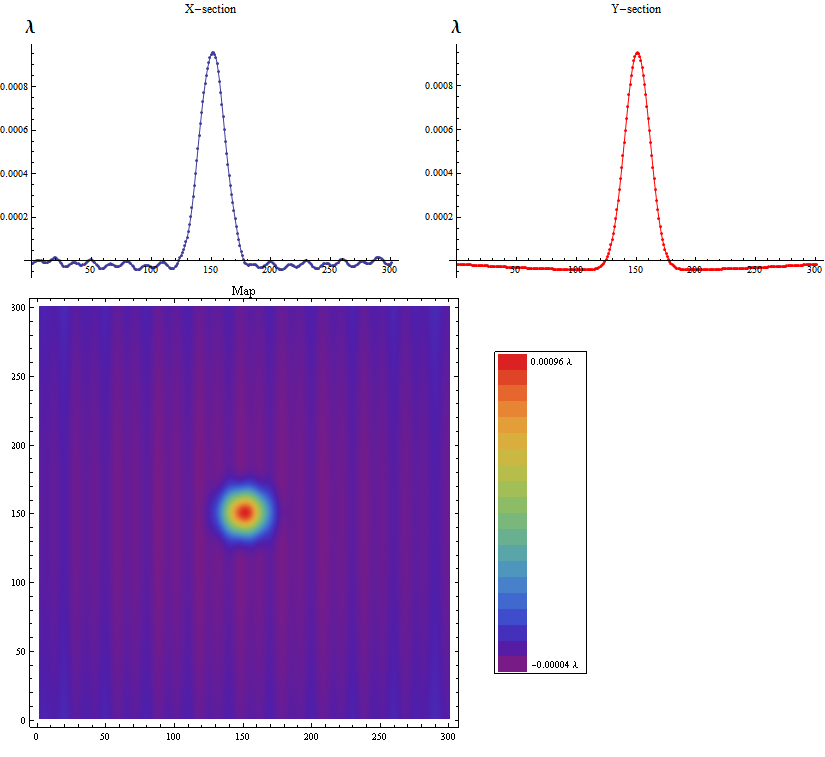 X-section
Y-section
λ
λ
0.0008
0.0006
0.0004
0.0002
50 100 150 200 250 300
0.0008
0.0006
0.0004
0.0002
50 100 150 200 250 300
Map
300
250
200
150
100
50
0
0 50 100 150 200 250 300
0.00096 λ
-0.00004 λ